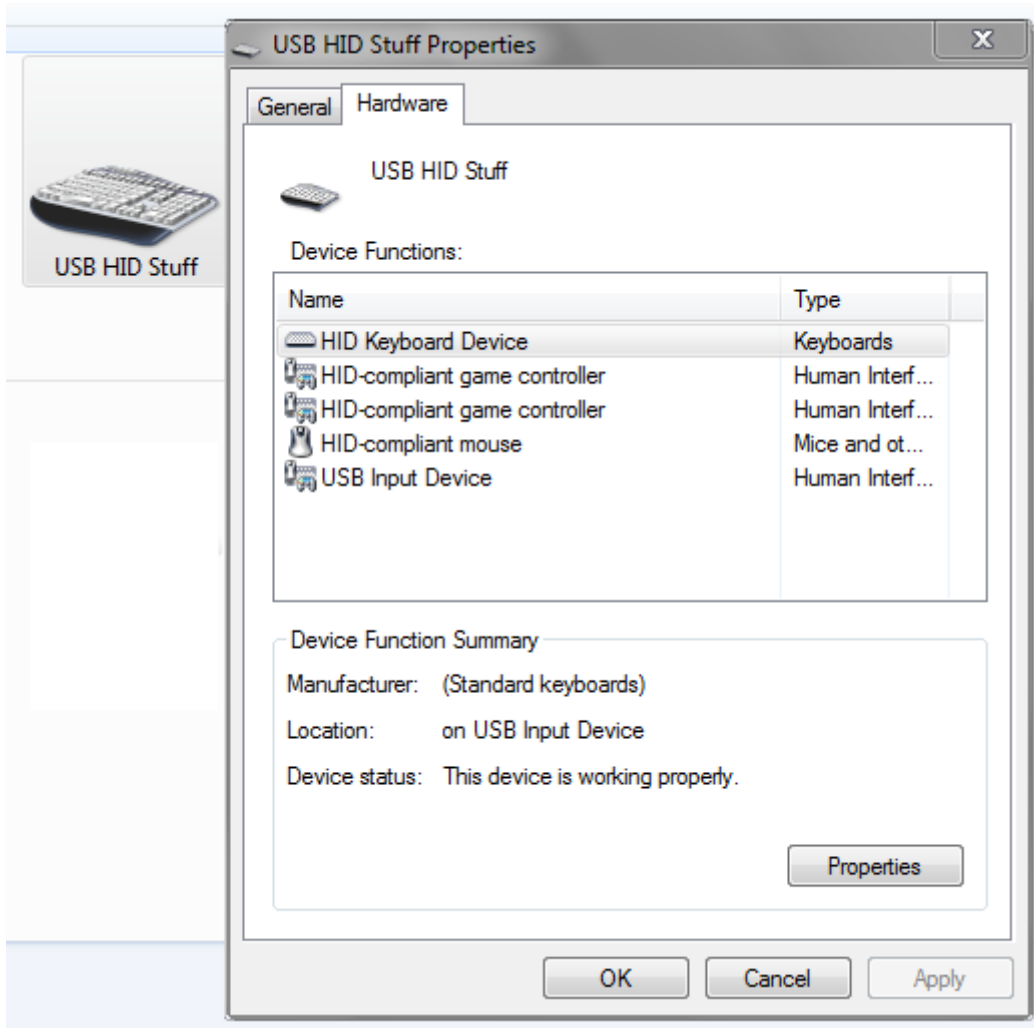 USB HID Stuff Properties
General Hardware
USB HID Stuff
USB HID Stuff
Device Functions:
Name Type
HID Keyboard Device Keyboards
HID-compliant game controller Human Interf...
HID-compliant game controller Human Interf...
HID-compliant mouse Mice and ot...
USB Input Device Human Interf...
Device Function Summary
Manufacturer: (Standard keyboards)
Location: on USB Input Device
Device status: This device is working properly.
Properties
OK Cancel Apply